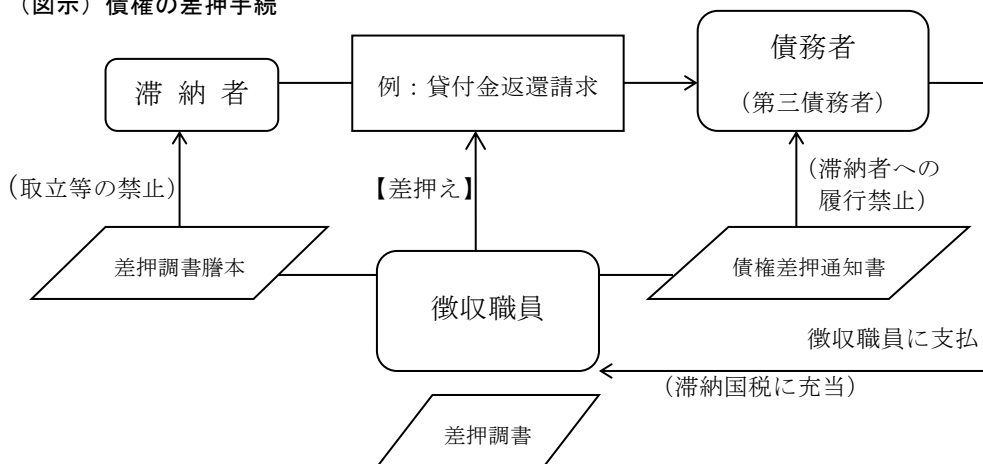 （図示）債権の差押手続
滞 納 者
例：貸付金返還請求
債務者
（第三債務者）
（取立等の禁止）
【差押え】
（滞納者への
履行禁止）
差押調書謄本
徴収職員
債権差押通知書
徴収職員に支払
（滞納国税に充当）
差押調書